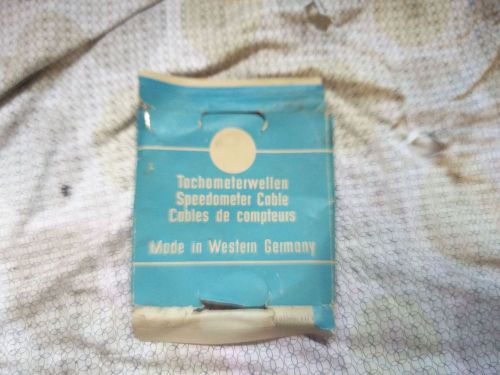 Tachometerwellen
Speedometer Cable
Cables de compteurs
Made in Western Germany